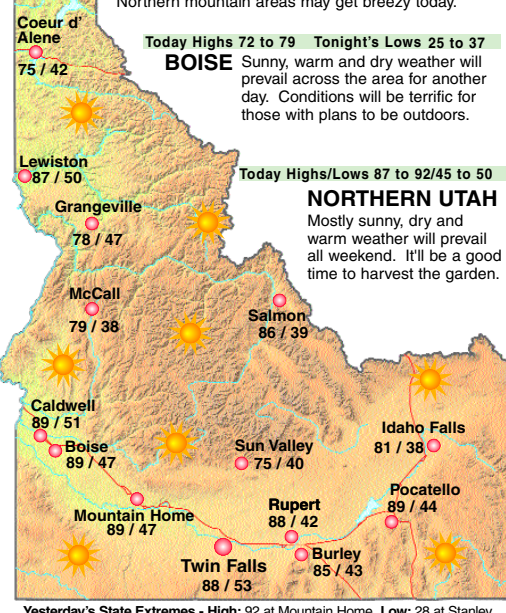 Northern mountain areas may get breezy today.
Today Highs 72 to 79 Tonight's Lows 25 to 37
BOISE Sunny, warm and dry weather will
prevail across the area for another
day. Conditions will be terrific for
those with plans to be outdoors.
Today Highs/Lows 87 to 92/45 to 50
NORTHERN UTAH
Mostly sunny, dry and
warm weather will prevail
all weekend. It'll be a good
time to harvest the garden.
Coeur d'
Alene
75 / 42
Lewiston
87 / 50
Grangeville
78 / 47
McCall
79 / 38
Salmon
86 / 39
Caldwell
89 / 51
Boise
89 / 47
Sun Valley
75 / 40
Idaho Falls
81 / 38
Pocatello
89 / 44
Mountain Home
89 / 47
Rupert
88 / 42
Twin Falls
88 / 53
Burley
85 / 43
Yesterday's State Extremes - High: 92 at Mountain Home Low: 28 at Stanley